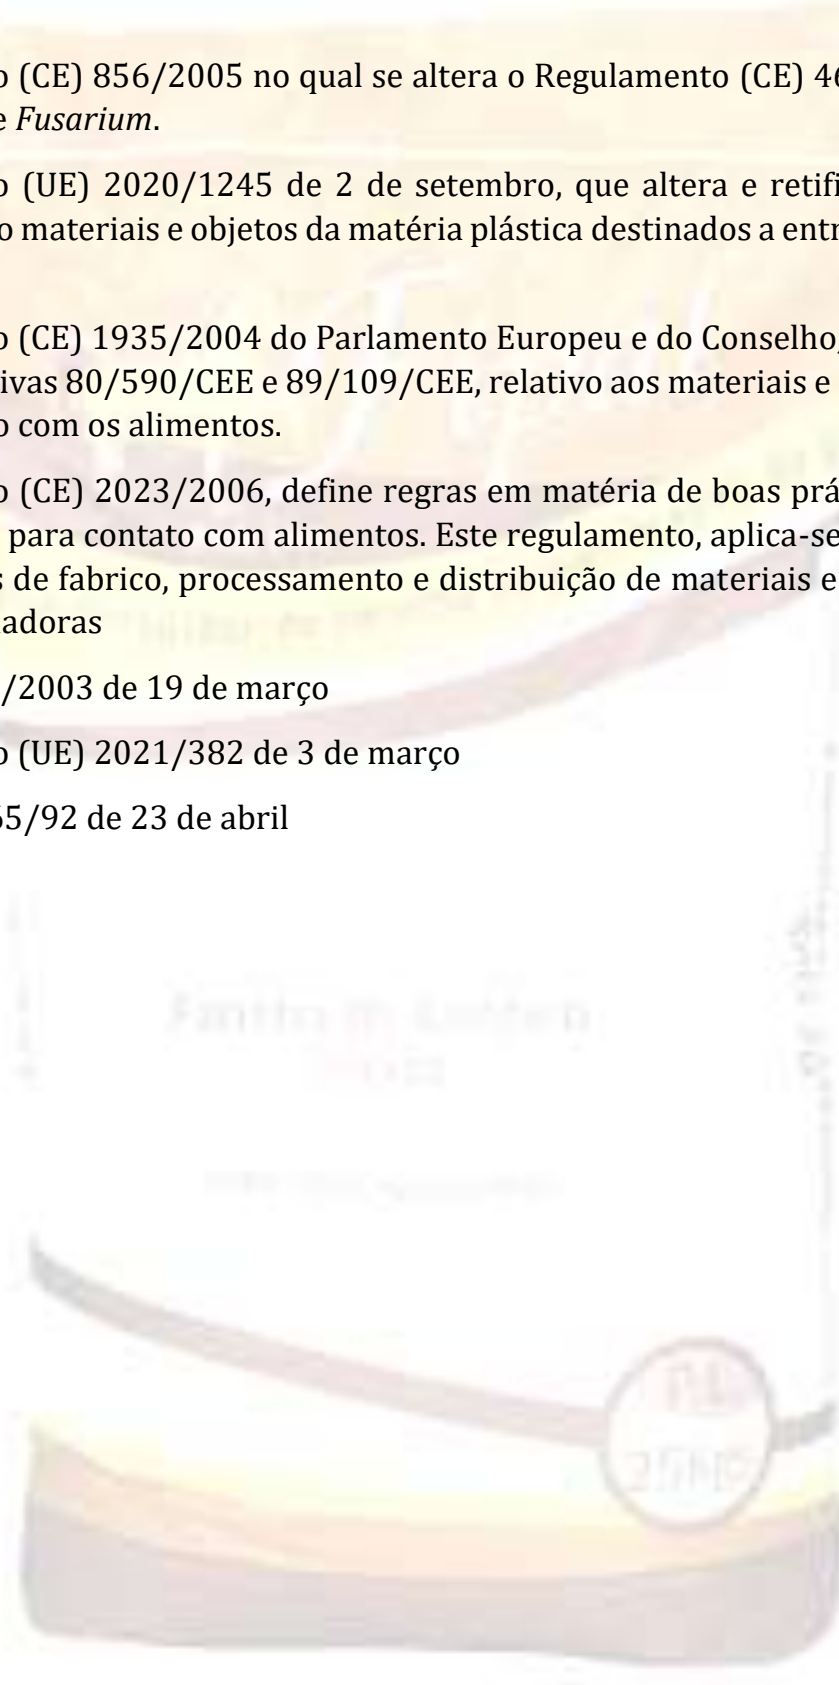 o (CE) 856/2005 no qual se altera o Regulamento (CE) 46
e Fusarium.
o (UE) 2020/1245 de 2 de setembro, que altera e retifi
o materiais e objetos da matéria plástica destinados a entr
o (CE) 1935/2004 do Parlamento Europeu e do Conselho,
ivas 80/590/CEE e 89/109/CEE, relativo aos materiais e
o com os alimentos.
o (CE) 2023/2006, define regras em matéria de boas prá
para contato com alimentos. Este regulamento, aplica-se
s de fabrico, processamento e distribuição de materiais e
adoras
/2003 de 19 de março
o (UE) 2021/382 de 3 de março
65/92 de 23 de abril
25KG